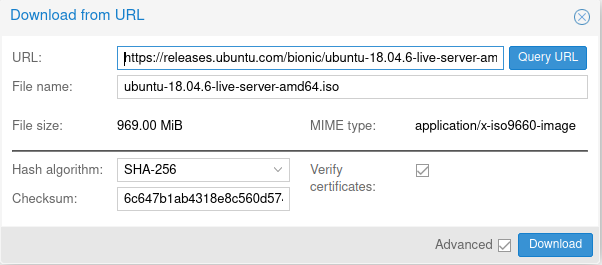 Download from URL
URL: https://releases.ubuntu.com/bionic/ubuntu-18.04.6-live-server-am Query URL
File name: ubuntu-18.04.6-live-server-amd64.iso
File size: 969.00 MiB MIME type: application/x-iso9660-image
Hash algorithm: SHA-256 Verify certificates:
Checksum: 6c647b1ab4318e8c560d57
Advanced Download